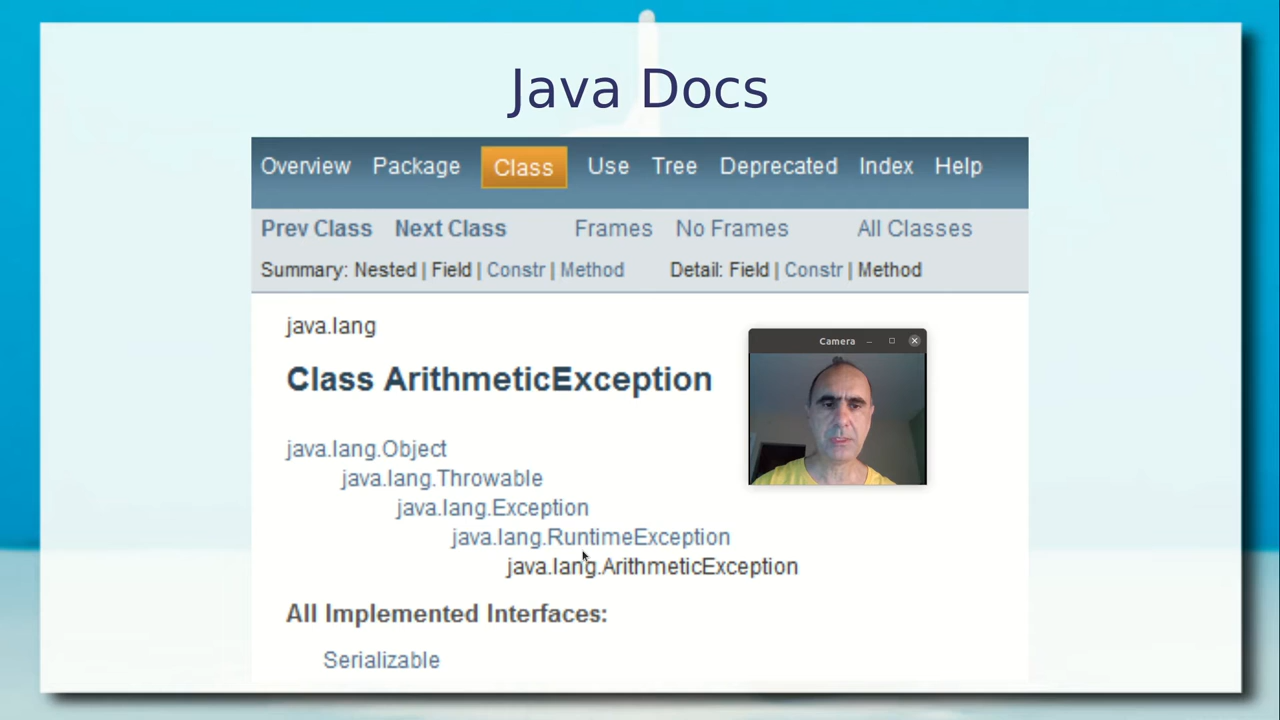 Java Docs
Overview Package Class Use Tree Deprecated Index Help
Prev Class Next Class Frames No Frames All Classes
Summary: Nested | Field | Constr | Method Detail: Field | Constr | Method
java.lang
Camera
Class ArithmeticException
java.lang.Object
java.lang.Throwable
java.lang.Exception
java.lang.RuntimeException
java.lang.ArithmeticException
All Implemented Interfaces:
Serializable